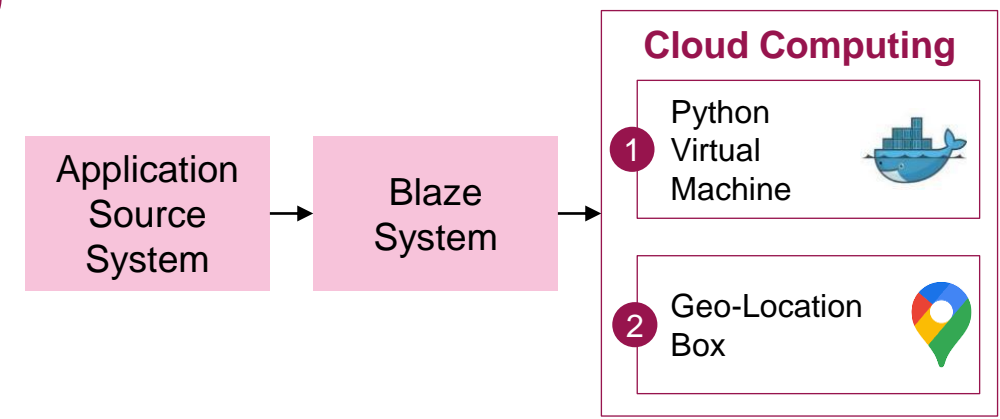 Cloud Computing
Application
Source
System
Blaze
System
1
Python
Virtual
Machine
2
Geo-Location
Box